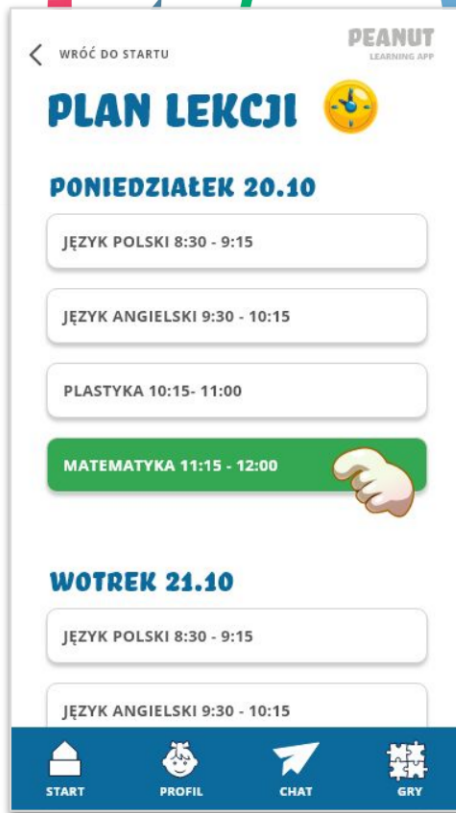 WRÓĆ DO STARTU
PEANUT
LEARNING APP
PLAN LEKCJI
PONIEDZIAŁEK 20.10
JĘZYK POLSKI 8:30 - 9:15
JĘZYK ANGIELSKI 9:30 - 10:15
PLASTYKA 10:15- 11:00
MATEMATYKA 11:15 - 12:00
WOTREK 21.10
JĘZYK POLSKI 8:30 - 9:15
JĘZYK ANGIELSKI 9:30 - 10:15
START PROFIL CHAT GRY